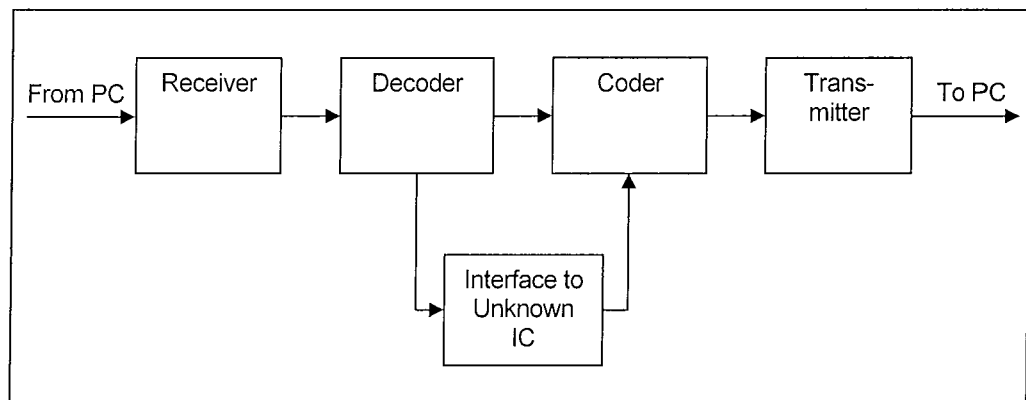 From PC
Receiver
Decoder
Coder
Trans-
mitter
To PC
Interface to
Unknown
IC